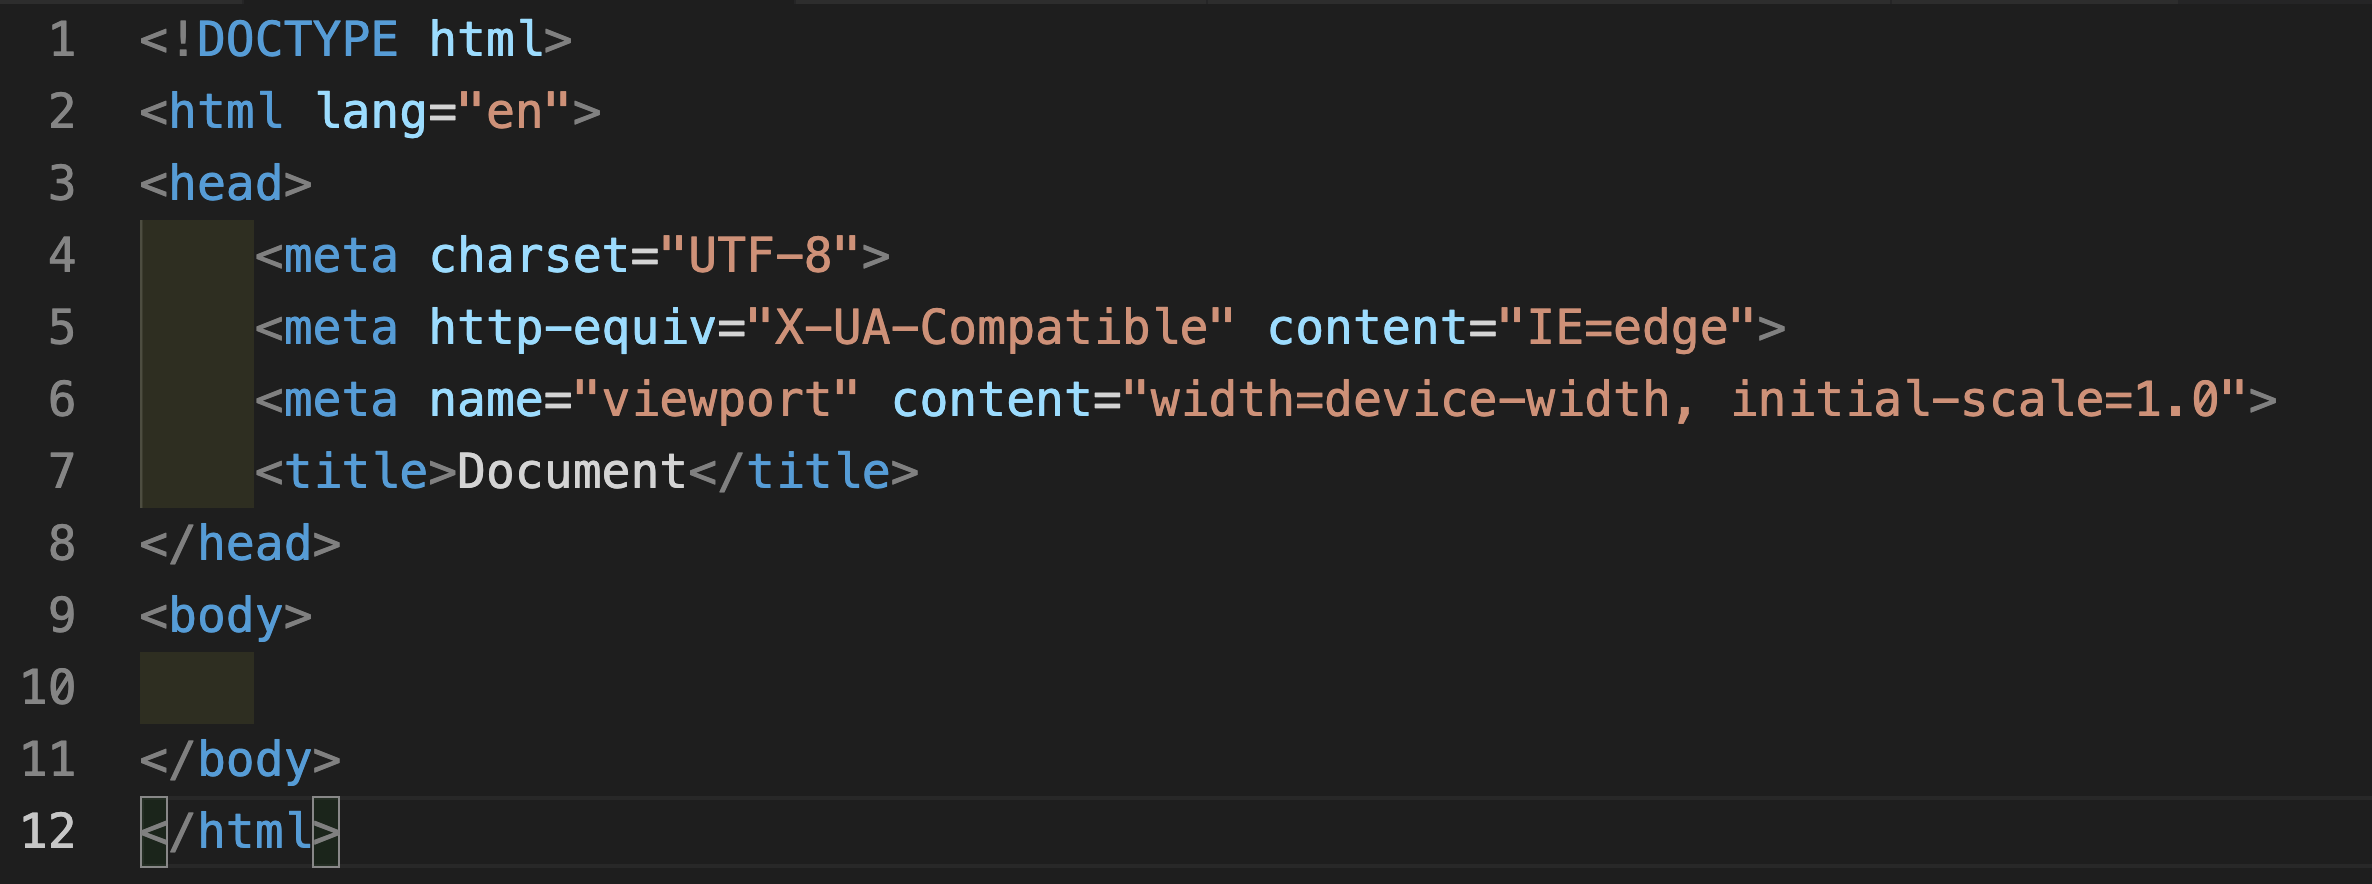 1 <!DOCTYPE html>
2 <html lang="en">
3 <head>
4     <meta charset="UTF-8">
5     <meta http-equiv="X-UA-Compatible" content="IE=edge">
6     <meta name="viewport" content="width=device-width, initial-scale=1.0">
7     <title>Document</title>
8 </head>
9 <body>
10
11 </body>
12 </html>